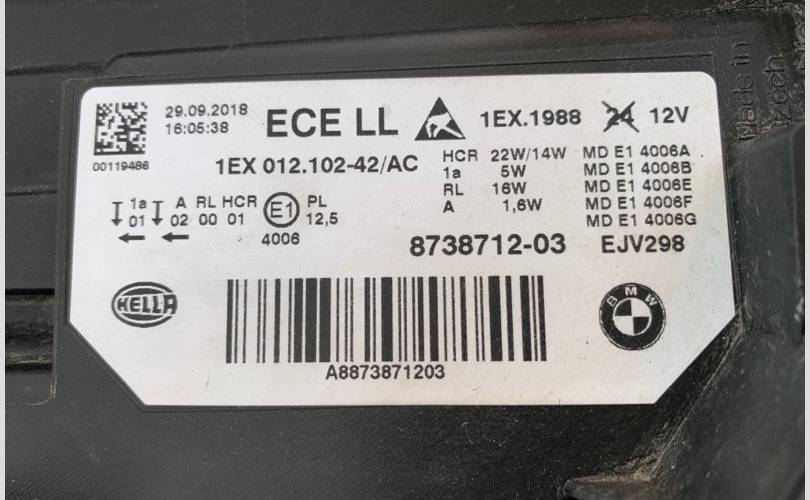 29.09.2018
16:05:38
00119486
ECE LL
1EX.1988 24 12V
1EX 012.102-42/AC
HCR 22W/14W MD E1 4006A
1a 5W MD E1 4006B
RL 16W MD E1 4006E
A 1,6W MD E1 4006F
MD E1 4006G
1a A RL HCR E1 PL
01 02 00 01 12,5
4006
8738712-03 EJV298
HELLA
BMW
A8873871203
Made in
Czech